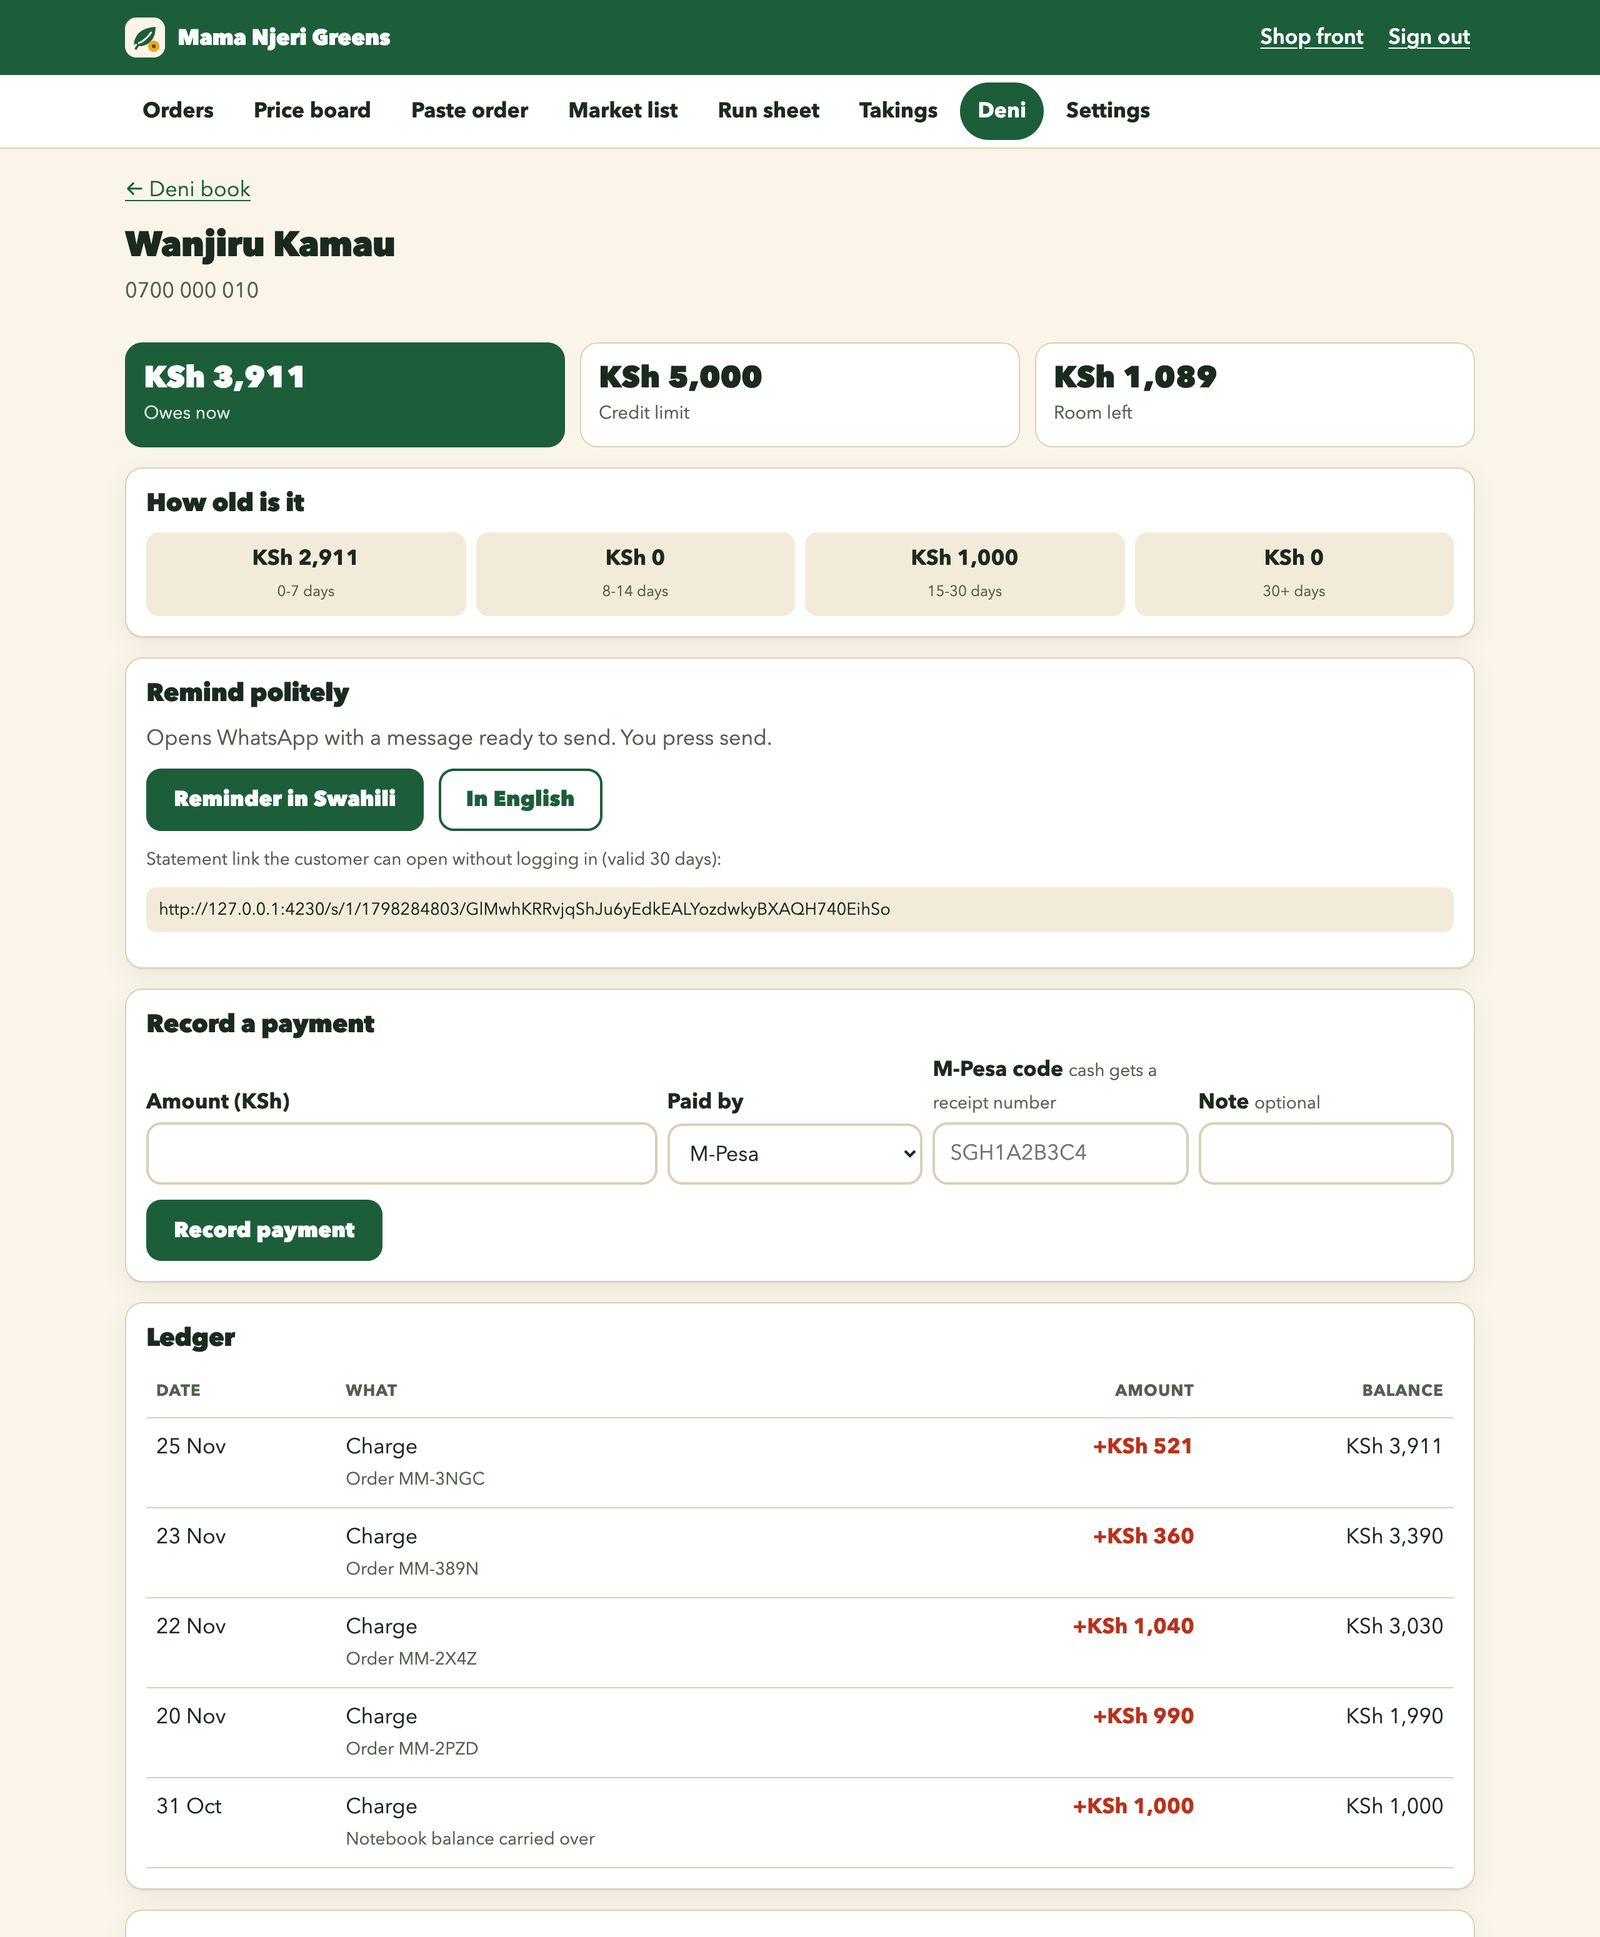 Mama Njeri Greens
Shop front
Sign out
Orders
Price board
Paste order
Market list
Run sheet
Takings
Deni
Settings
← Deni book
Wanjiru Kamau
0700 000 010
KSh 3,911
Owes now
KSh 5,000
Credit limit
KSh 1,089
Room left
How old is it
KSh 2,911
0-7 days
KSh 0
8-14 days
KSh 1,000
15-30 days
KSh 0
30+ days
Remind politely
Opens WhatsApp with a message ready to send. You press send.
Reminder in Swahili
In English
Statement link the customer can open without logging in (valid 30 days):
http://127.0.0.1:4230/s/1/1798284803/GlMwhKRRvjqShJu6yEdkEALYozdwkyBXAQH740EihSo
Record a payment
Amount (KSh)
Paid by
M-Pesa
M-Pesa code cash gets a
receipt number
SGH1A2B3C4
Note optional
Record payment
Ledger
DATE WHAT AMOUNT BALANCE
25 Nov Charge +KSh 521 KSh 3,911
Order MM-3NGC
23 Nov Charge +KSh 360 KSh 3,390
Order MM-389N
22 Nov Charge +KSh 1,040 KSh 3,030
Order MM-2X4Z
20 Nov Charge +KSh 990 KSh 1,990
Order MM-2PZD
31 Oct Charge +KSh 1,000 KSh 1,000
Notebook balance carried over